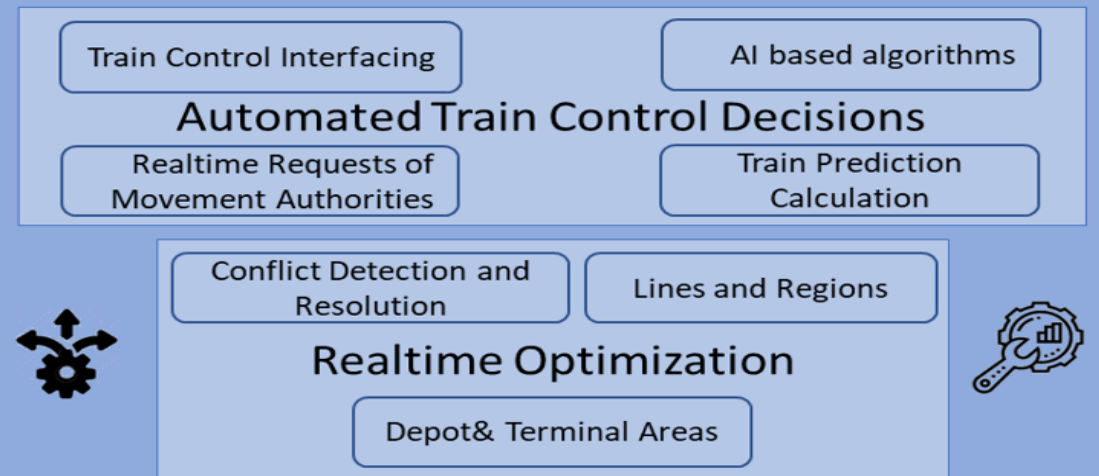 Train Control Interfacing
AI based algorithms
Automated Train Control Decisions
Realtime Requests of
Movement Authorities
Train Prediction
Calculation
Conflict Detection and
Resolution
Lines and Regions
Realtime Optimization
Depot& Terminal Areas